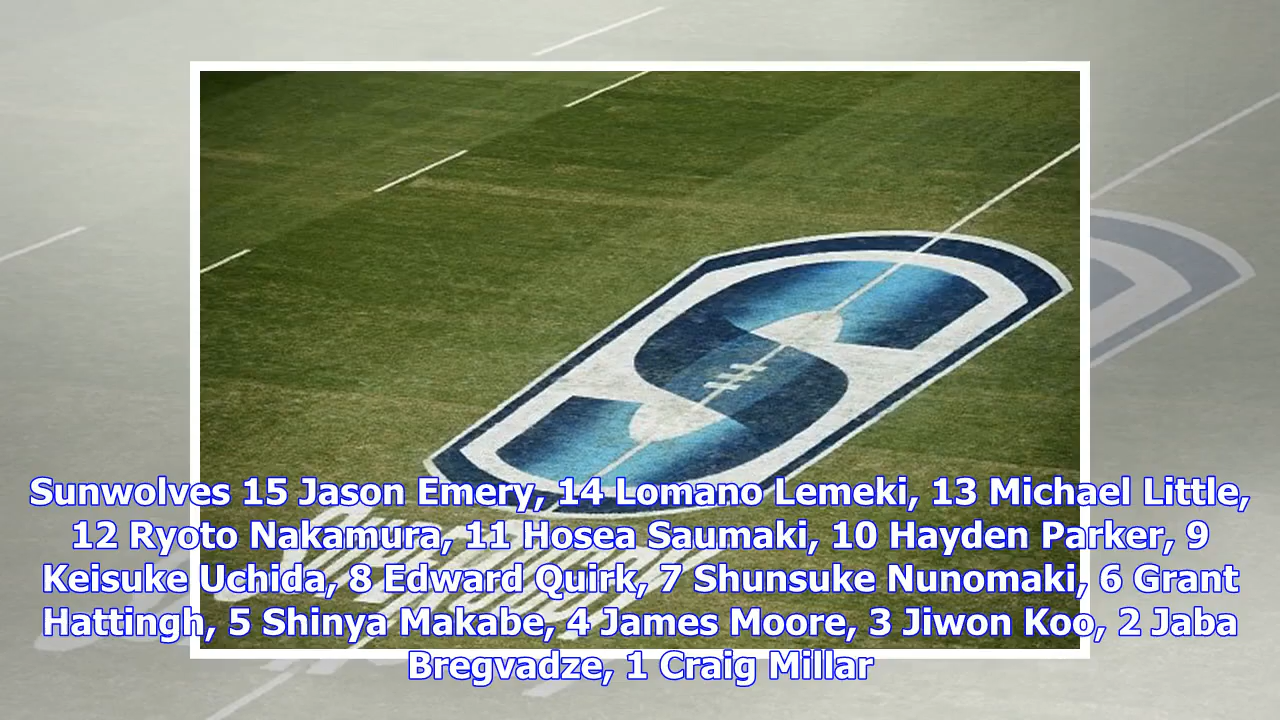 Sunwolves 15 Jason Emery, 14 Lomano Lemeki, 13 Michael Little,
12 Ryoto Nakamura, 11 Hosea Saumaki, 10 Hayden Parker, 9
Keisuke Uchida, 8 Edward Quirk, 7 Shunsuke Nunomaki, 6 Grant
Hattingh, 5 Shinya Makabe, 4 James Moore, 3 Jiwon Koo, 2 Jaba
Bregvadze, 1 Craig Millar